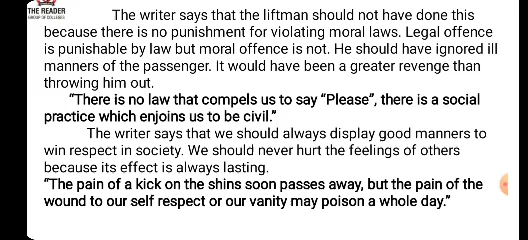 THE READER
GROUP OF COLLEGES
The writer says that the liftman should not have done this
because there is no punishment for violating moral laws. Legal offence
is punishable by law but moral offence is not. He should have ignored ill
manners of the passenger. It would have been a greater revenge than
throwing him out.
"There is no law that compels us to say "Please", there is a social
practice which enjoins us to be civil."
The writer says that we should always display good manners to
win respect in society. We should never hurt the feelings of others
because its effect is always lasting.
"The pain of a kick on the shins soon passes away, but the pain of the
wound to our self respect or our vanity may poison a whole day."